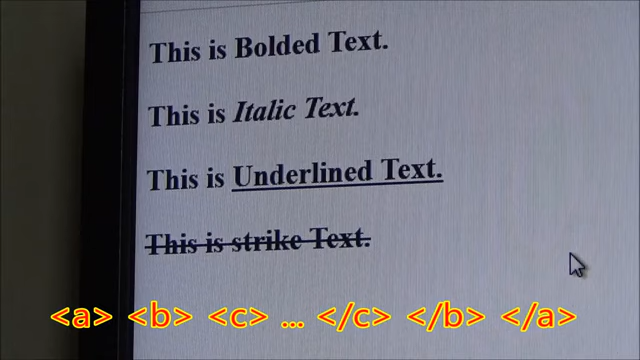 This is Bolded Text.
This is Italic Text.
This is Underlined Text.
This is strike Text.
<a> <b> <c> ... </c> </b> </a>